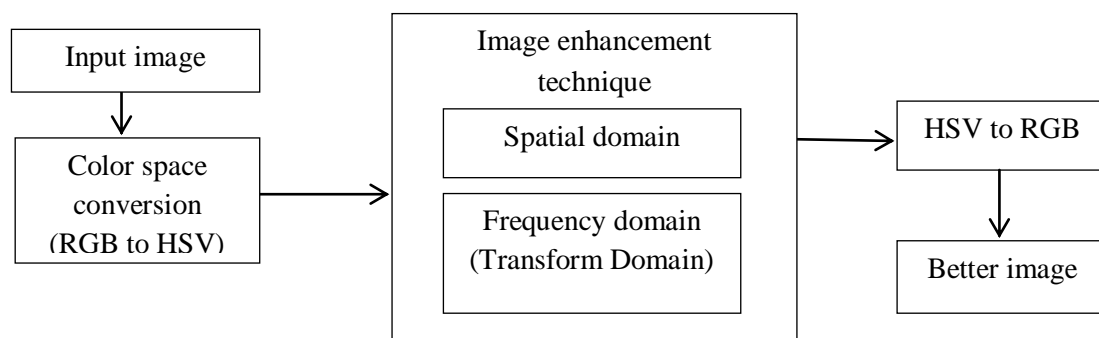 Input image
Color space
conversion
(RGB to HSV)
Image enhancement
technique
Spatial domain
Frequency domain
(Transform Domain)
HSV to RGB
Better image